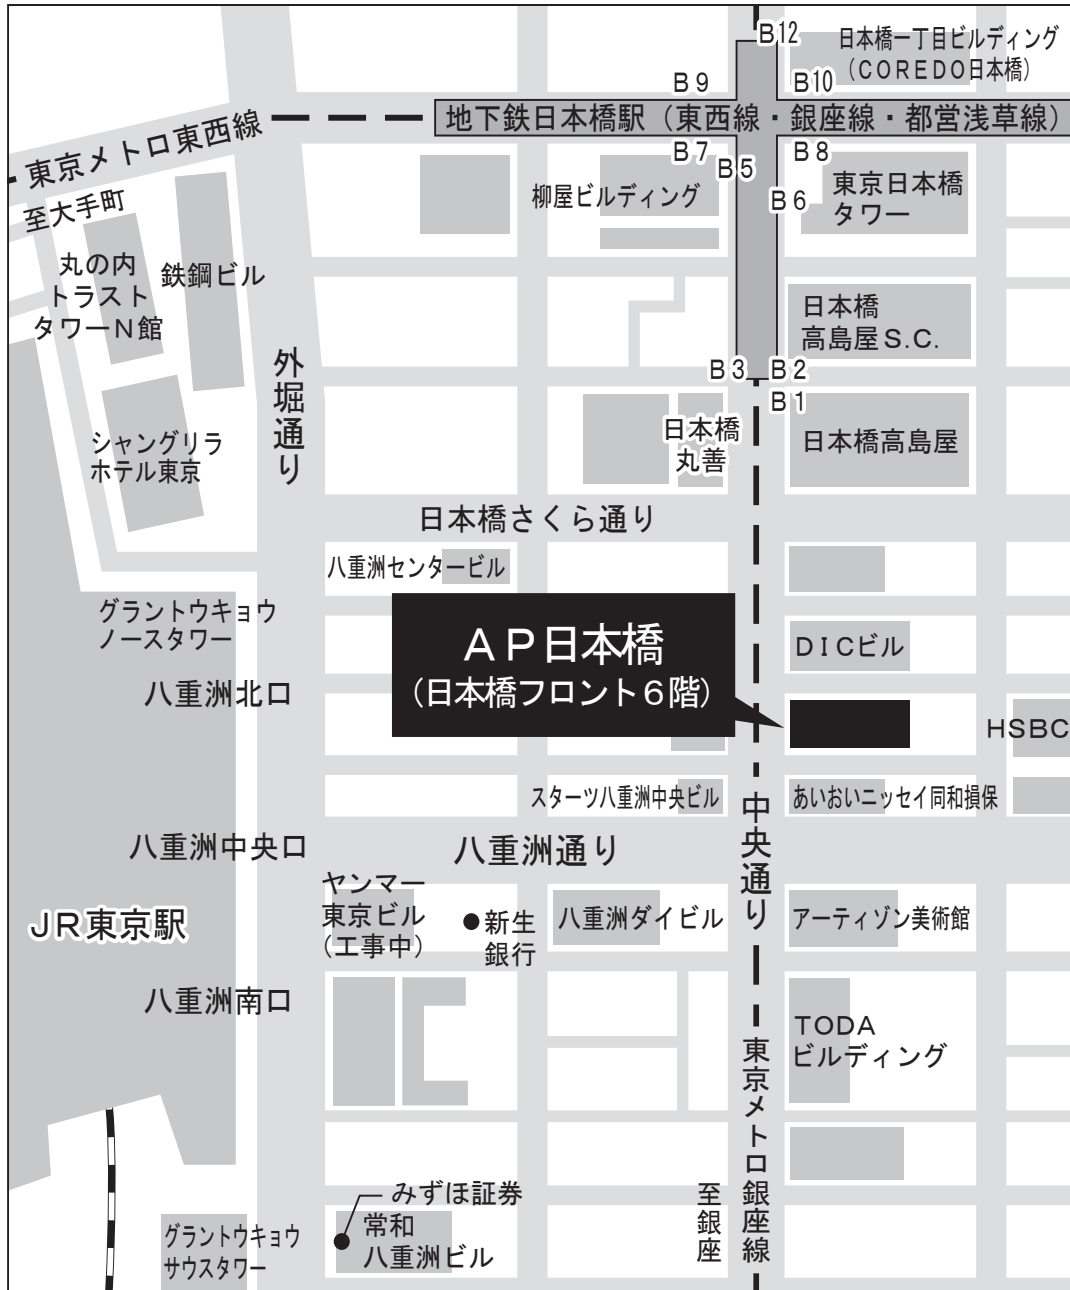 B12
日本橋一丁目ビルディング
（COREDO日本橋）
B9
B10
地下鉄日本橋駅（東西線・銀座線・都営浅草線）
東京メトロ東西線
至大手町
B7
B5
B8
B6
柳屋ビルディング
東京日本橋
タワー
丸の内
トラスト
タワーN館
鉄鋼ビル
日本橋
高島屋S.C.
外堀通り
B3
B2
B1
シャングリラ
ホテル東京
日本橋
丸善
日本橋高島屋
日本橋さくら通り
八重洲センタービル
グラントウキョウ
ノースタワー
AP日本橋
（日本橋フロント6階）
DICビル
八重洲北口
HSBC
スターツ八重洲中央ビル
あいおいニッセイ同和損保
中央通り
八重洲中央口
八重洲通り
ヤンマー
東京ビル
（工事中）
●新生
銀行
八重洲ダイビル
アーティゾン美術館
JR東京駅
八重洲南口
TODA
ビルディング
東京メトロ銀座線
至銀座
みずほ証券
常和
八重洲ビル
グラントウキョウ
サウスタワー